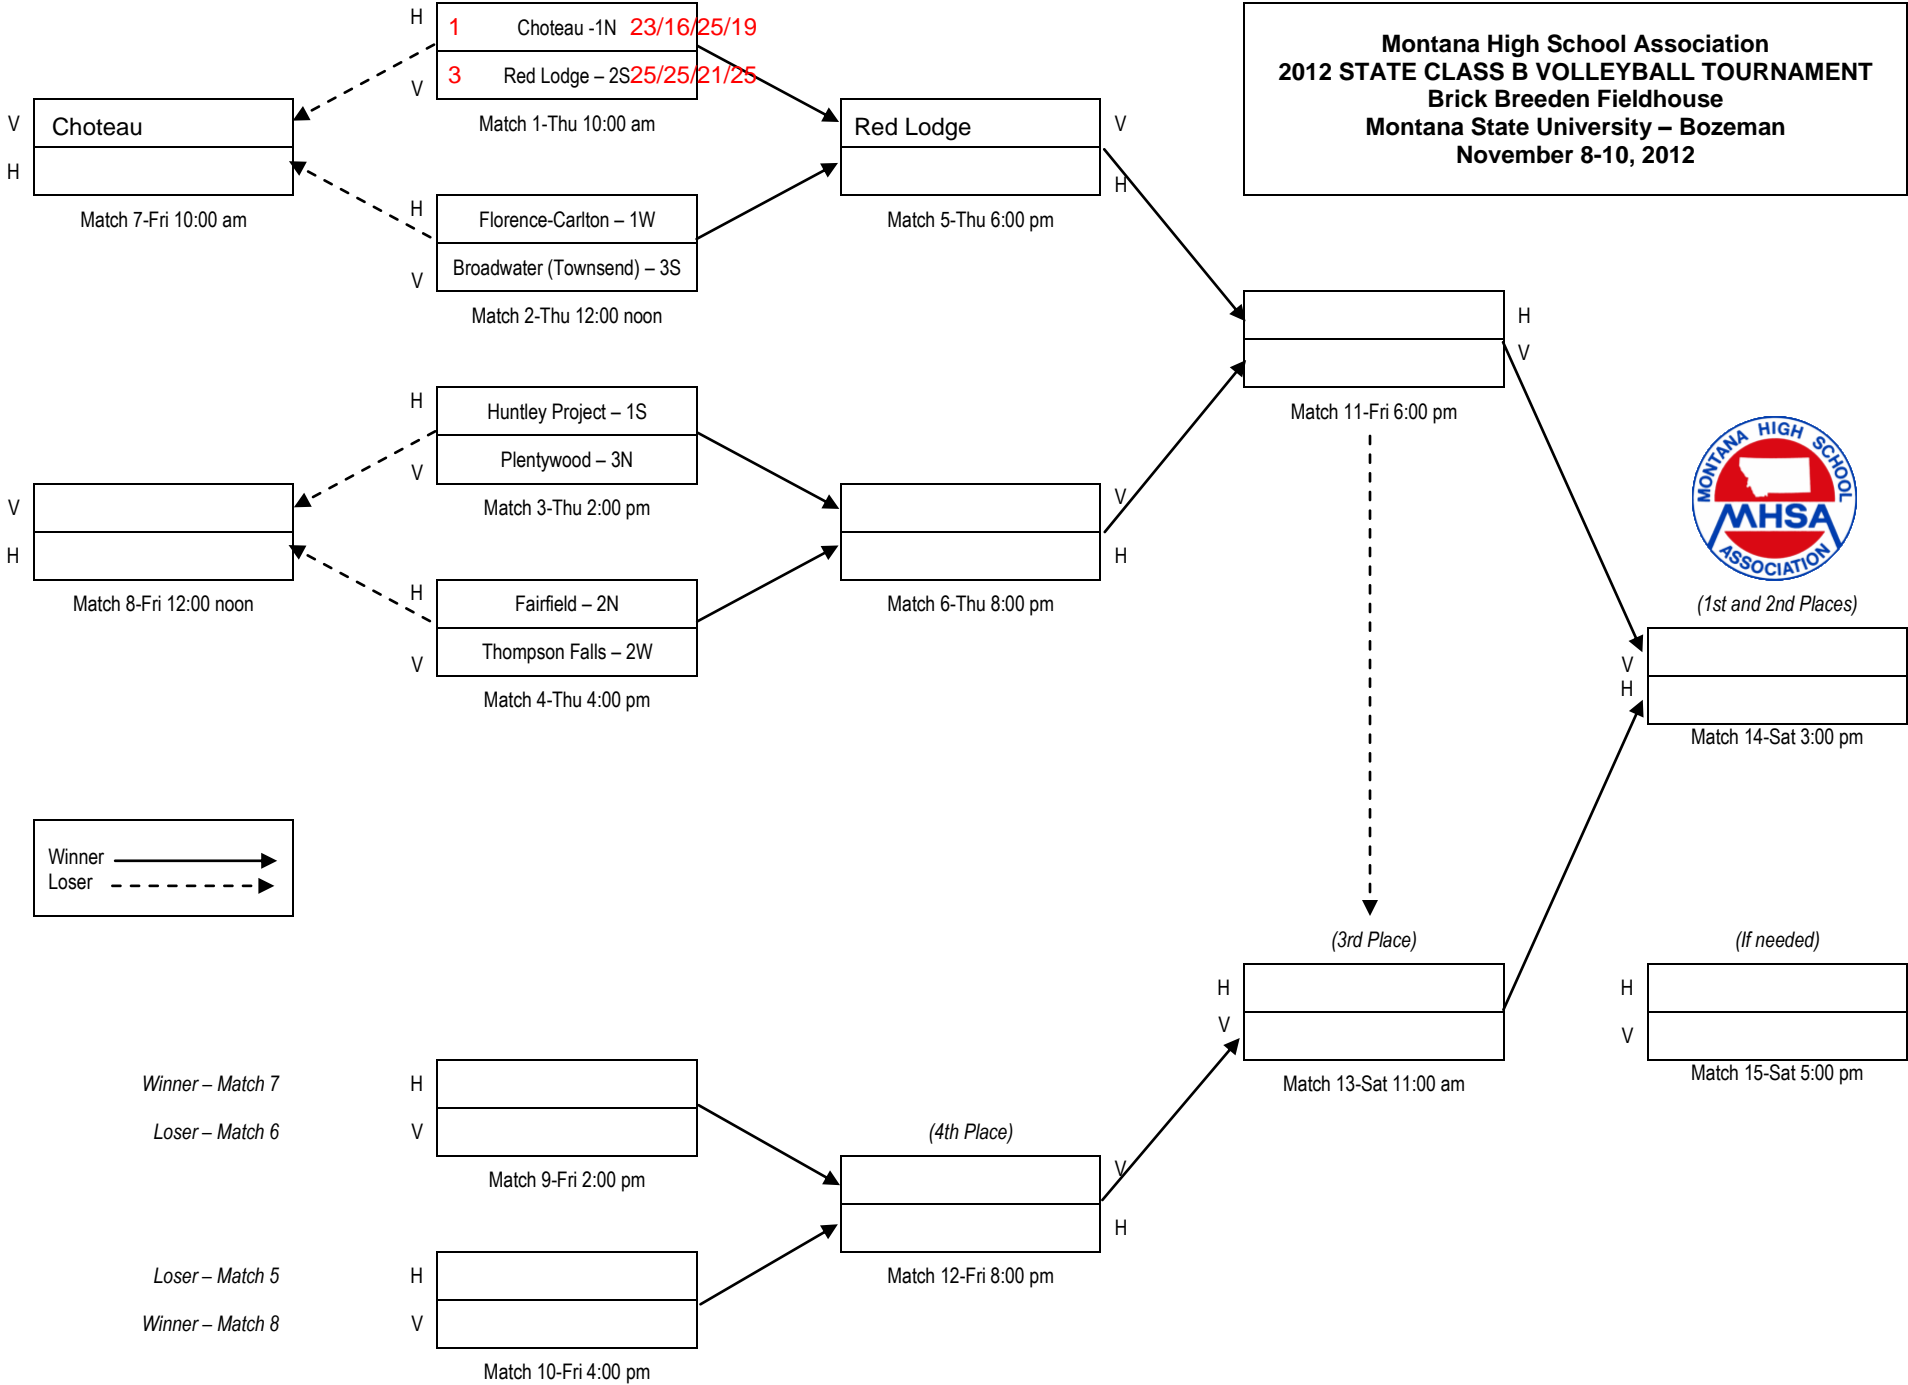 Montana High School Association
2012 STATE CLASS B VOLLEYBALL TOURNAMENT
Brick Breeden Fieldhouse
Montana State University – Bozeman
November 8-10, 2012
H
1 Choteau -1N 23/16/25/19
3 Red Lodge – 2S 25/25/21/25
V
Match 1-Thu 10:00 am
V
Choteau
H
Match 7-Fri 10:00 am
Red Lodge
V
H
Match 5-Thu 6:00 pm
H
Florence-Carlton – 1W
Broadwater (Townsend) – 3S
V
Match 2-Thu 12:00 noon
H
V
Match 11-Fri 6:00 pm
H
Huntley Project – 1S
Plentywood – 3N
V
Match 3-Thu 2:00 pm
V
H
Match 8-Fri 12:00 noon
V
H
Match 6-Thu 8:00 pm
H
Fairfield – 2N
Thompson Falls – 2W
V
Match 4-Thu 4:00 pm
MONTANA HIGH SCHOOL
MHSA
ASSOCIATION
(1st and 2nd Places)
V
H
Match 14-Sat 3:00 pm
Winner
Loser
(3rd Place)
H
V
Match 13-Sat 11:00 am
(If needed)
H
V
Match 15-Sat 5:00 pm
Winner – Match 7 H
Loser – Match 6 V
Match 9-Fri 2:00 pm
(4th Place)
V
H
Match 12-Fri 8:00 pm
Loser – Match 5 H
Winner – Match 8 V
Match 10-Fri 4:00 pm